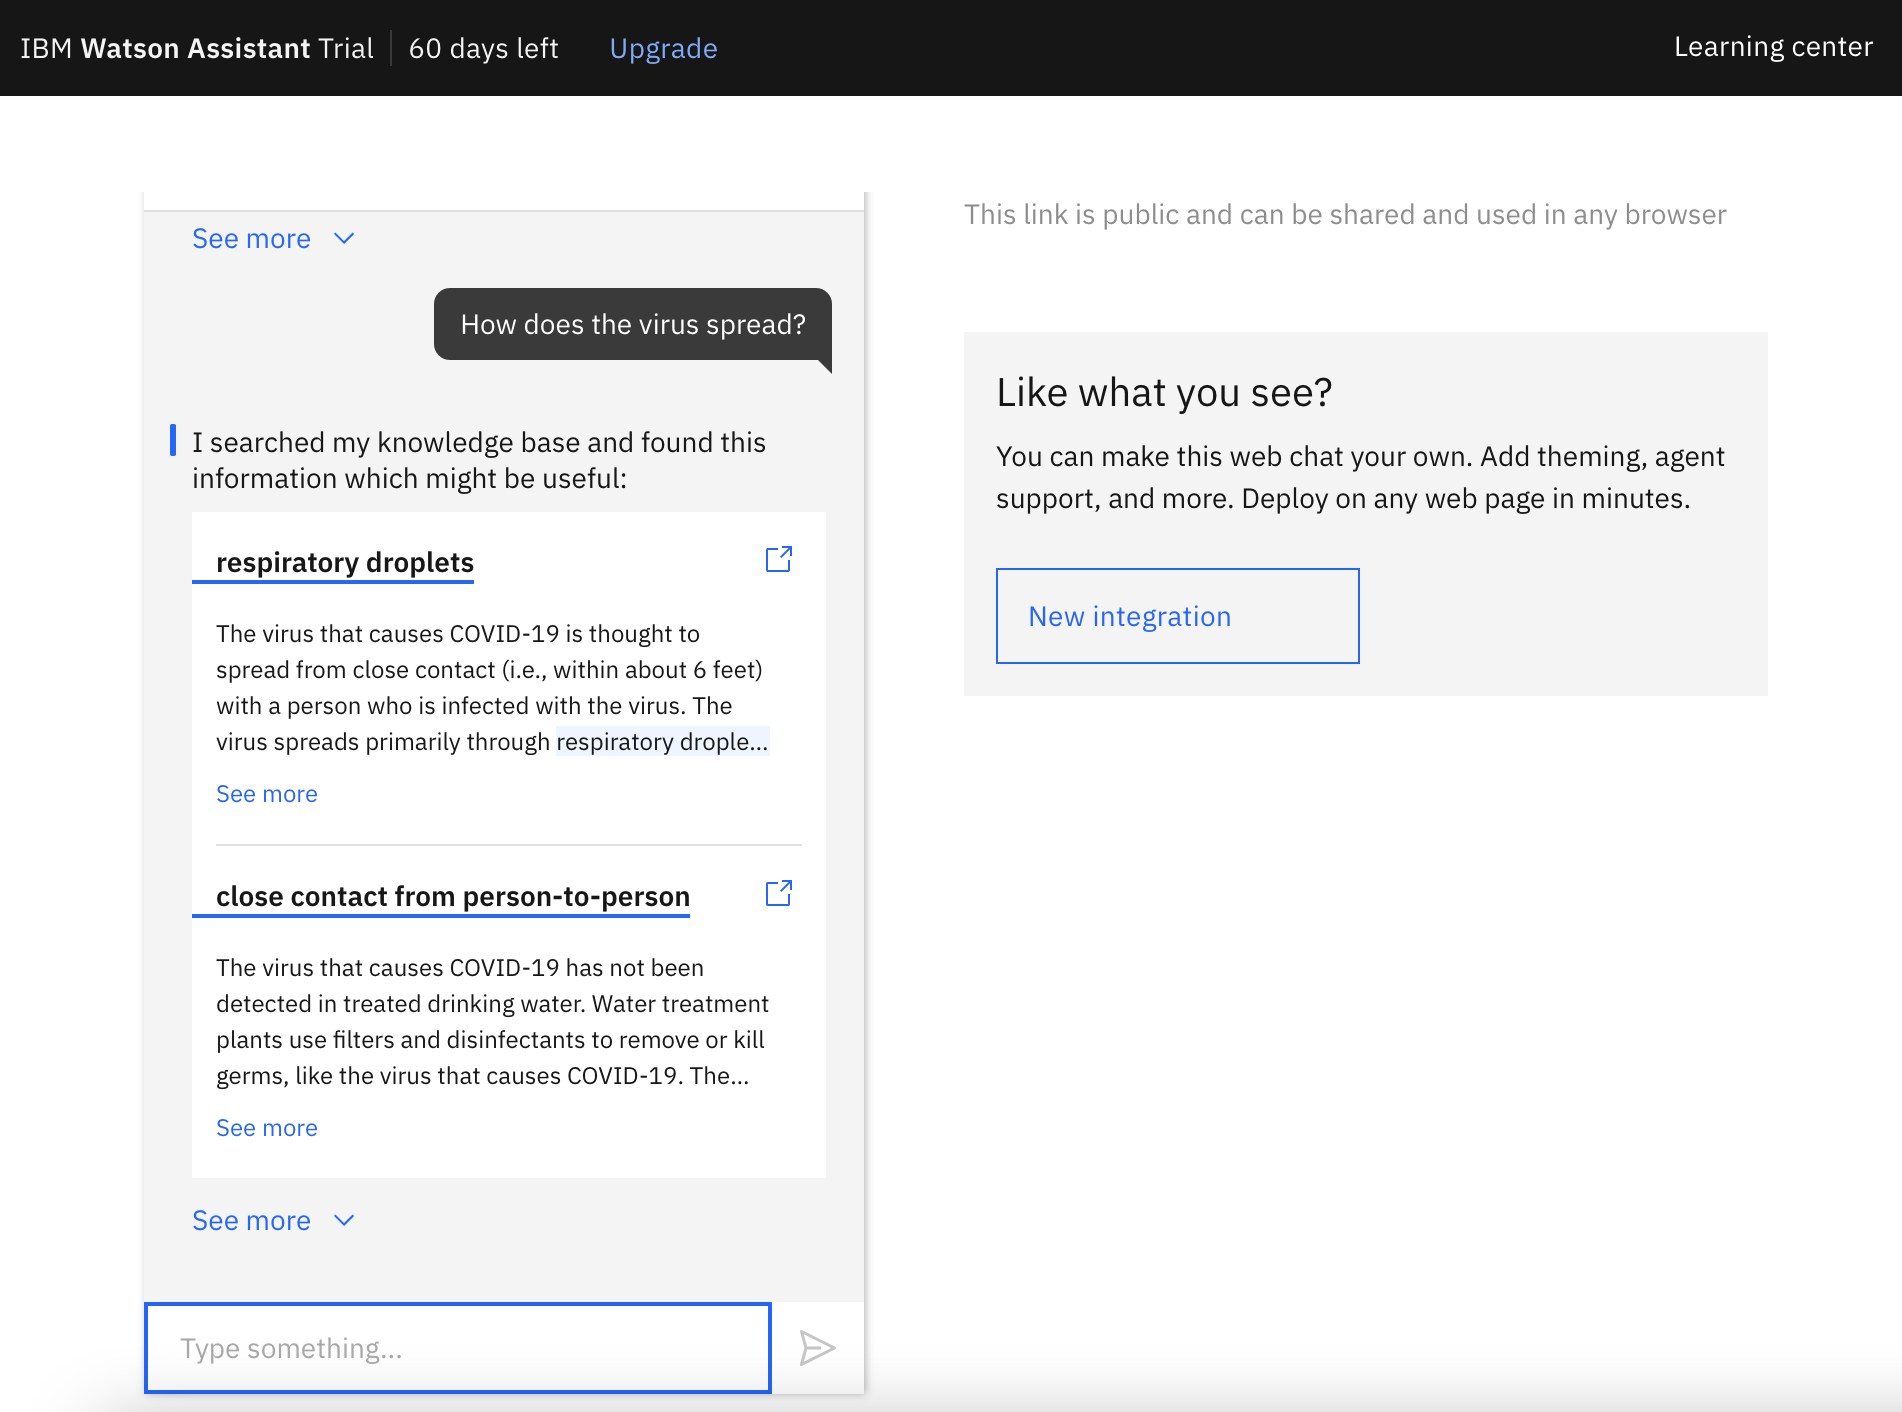 IBM Watson Assistant Trial 60 days left Upgrade Learning center
See more
How does the virus spread?
I searched my knowledge base and found this
information which might be useful:
respiratory droplets
The virus that causes COVID-19 is thought to
spread from close contact (i.e., within about 6 feet)
with a person who is infected with the virus. The
virus spreads primarily through respiratory drople...
See more
close contact from person-to-person
The virus that causes COVID-19 has not been
detected in treated drinking water. Water treatment
plants use filters and disinfectants to remove or kill
germs, like the virus that causes COVID-19. The...
See more
See more
Type something...
This link is public and can be shared and used in any browser
Like what you see?
You can make this web chat your own. Add theming, agent
support, and more. Deploy on any web page in minutes.
New integration